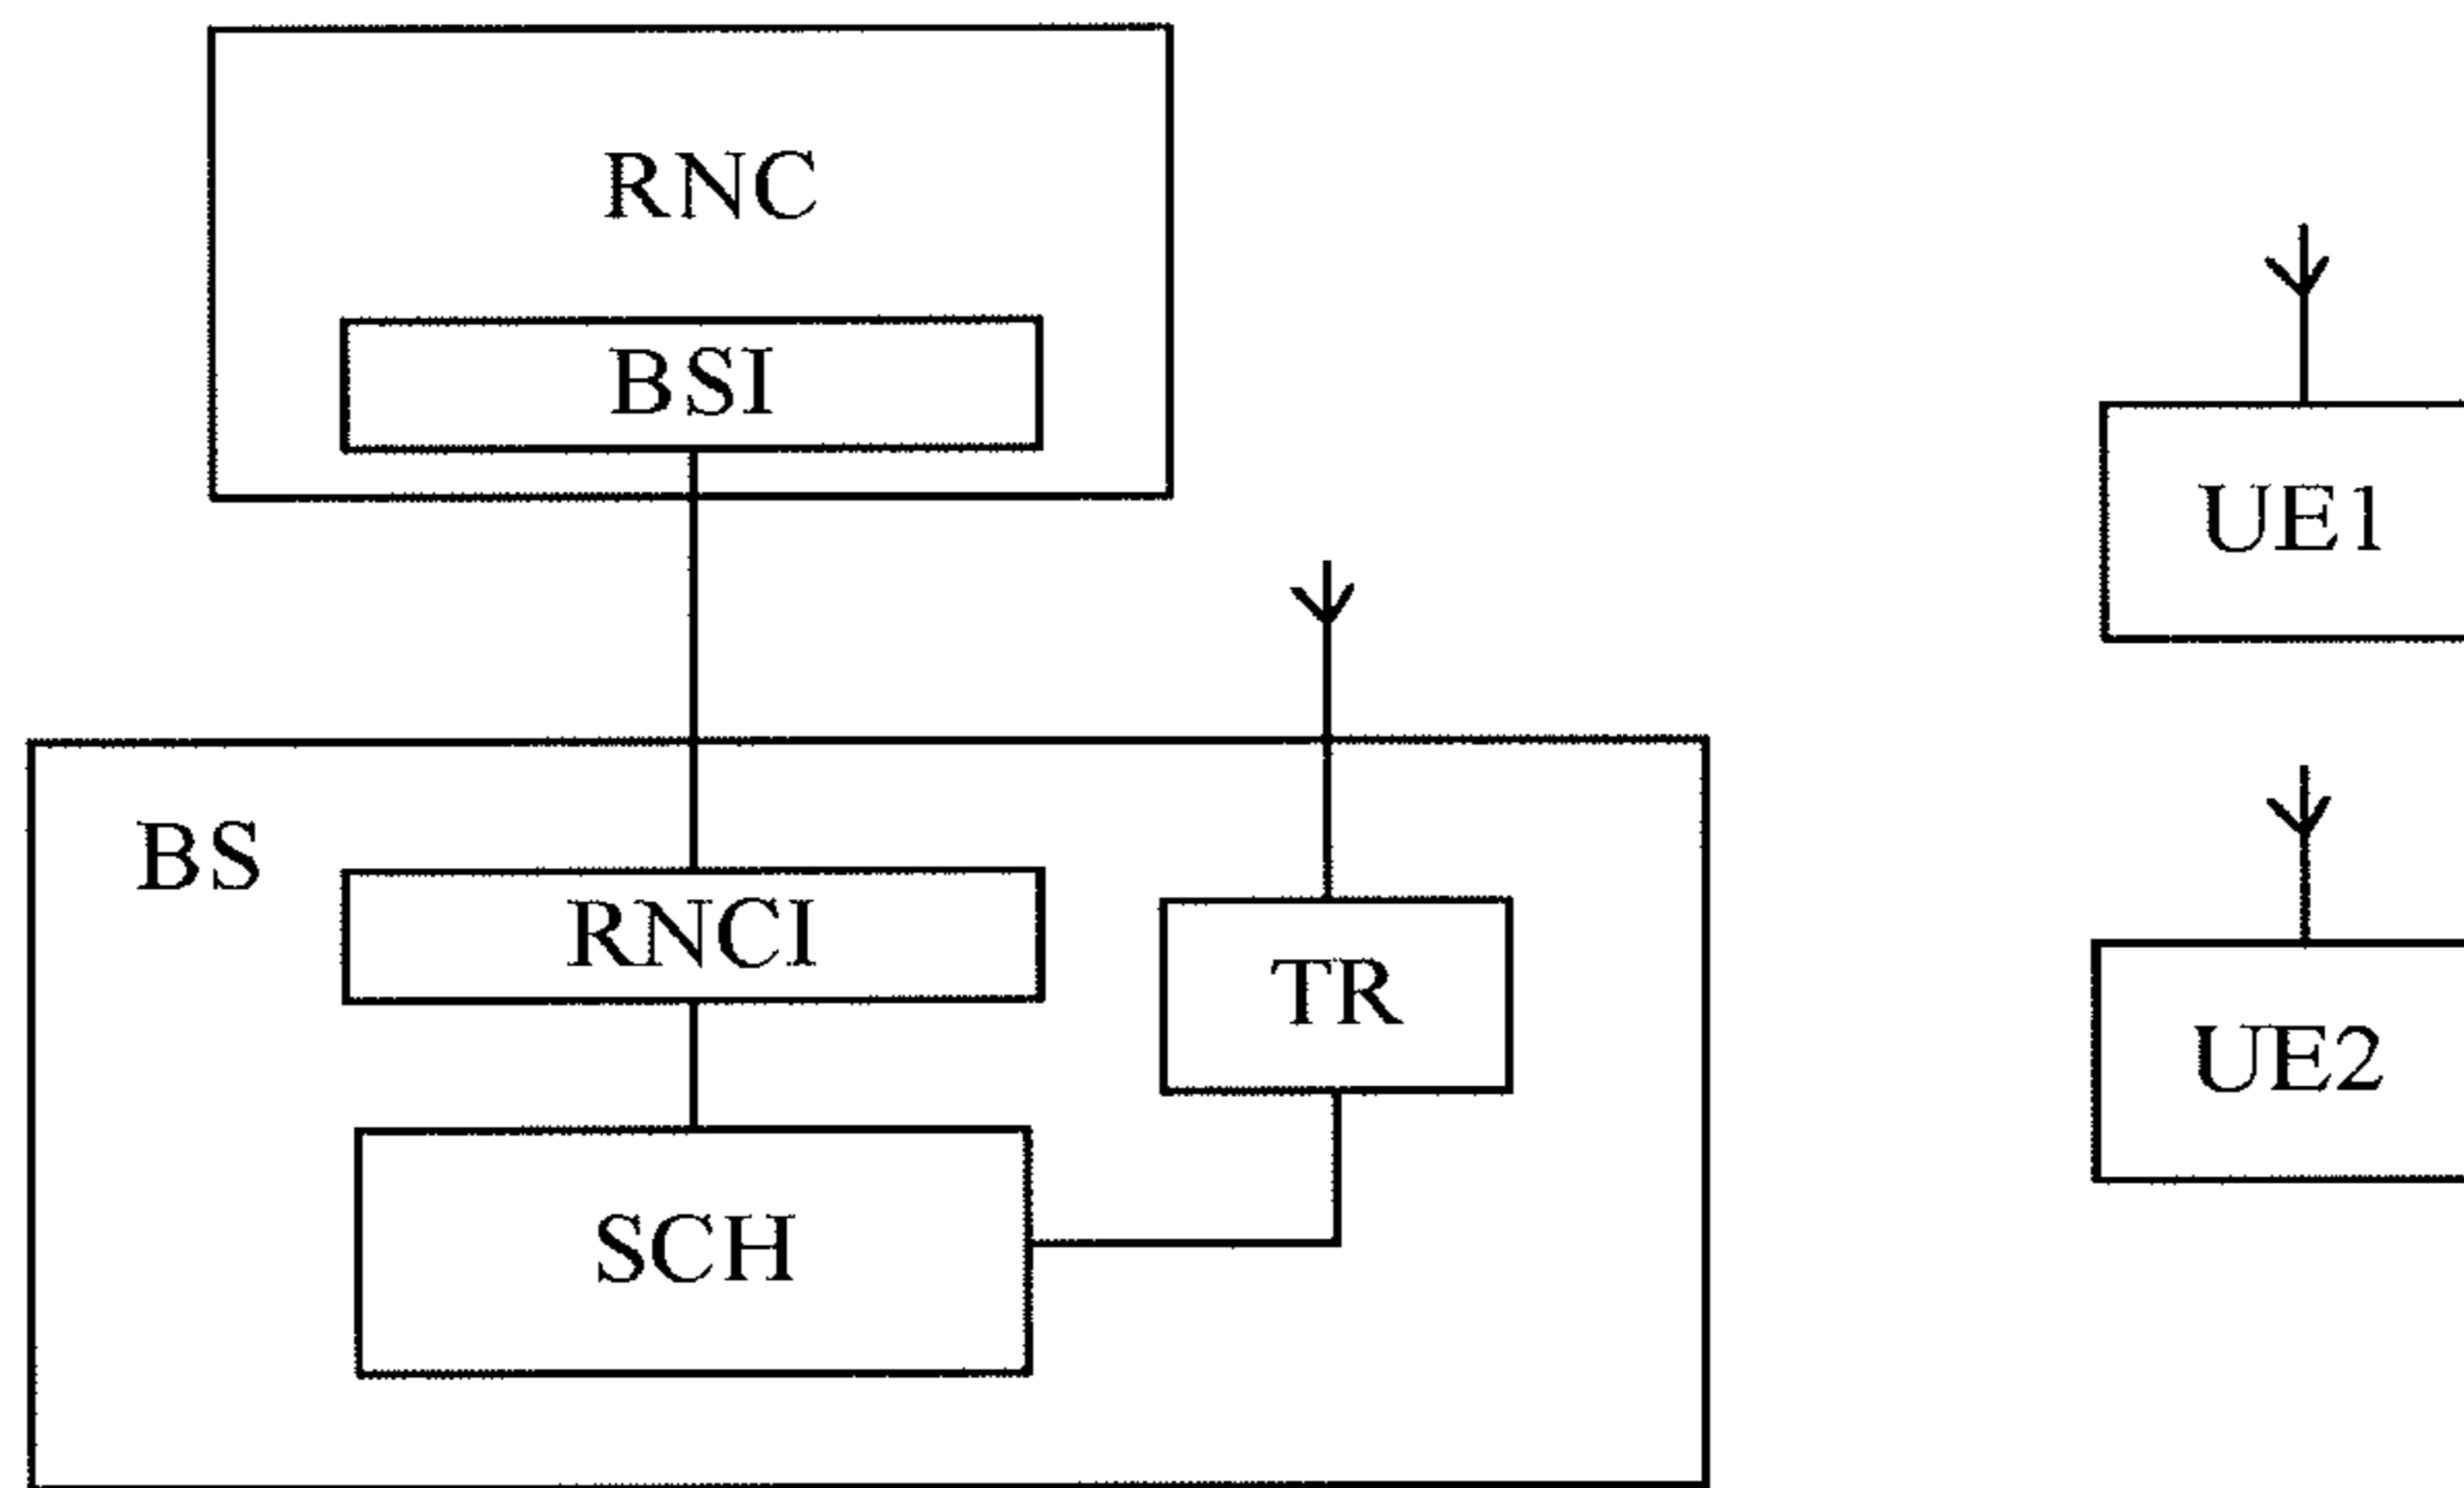 RNC
BSI
UE1
BS
RNCI
TR
UE2
SCH